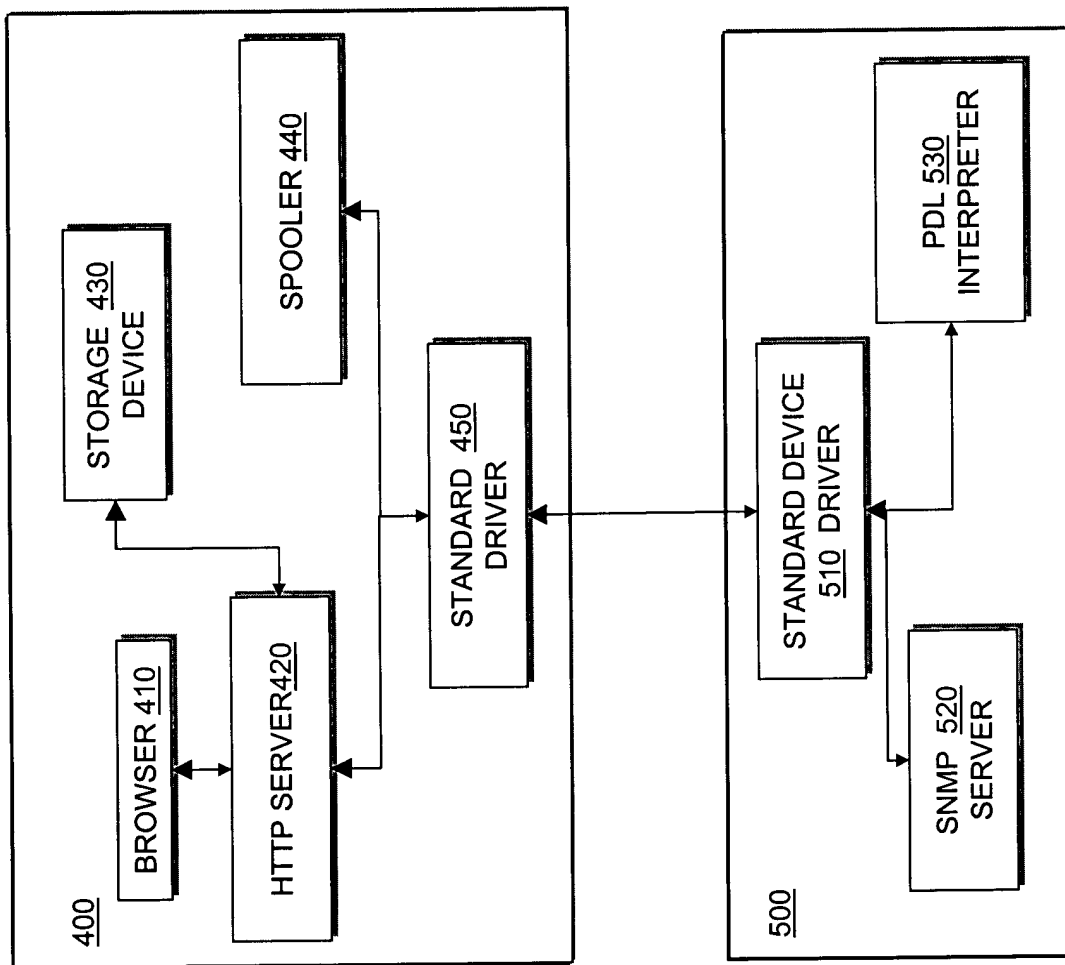 400
BROWSER 410
HTTP SERVER420
STORAGE 430
DEVICE
SPOOLER 440
STANDARD 450
DRIVER
500
STANDARD DEVICE
510 DRIVER
SNMP 520
SERVER
PDL 530
INTERPRETER